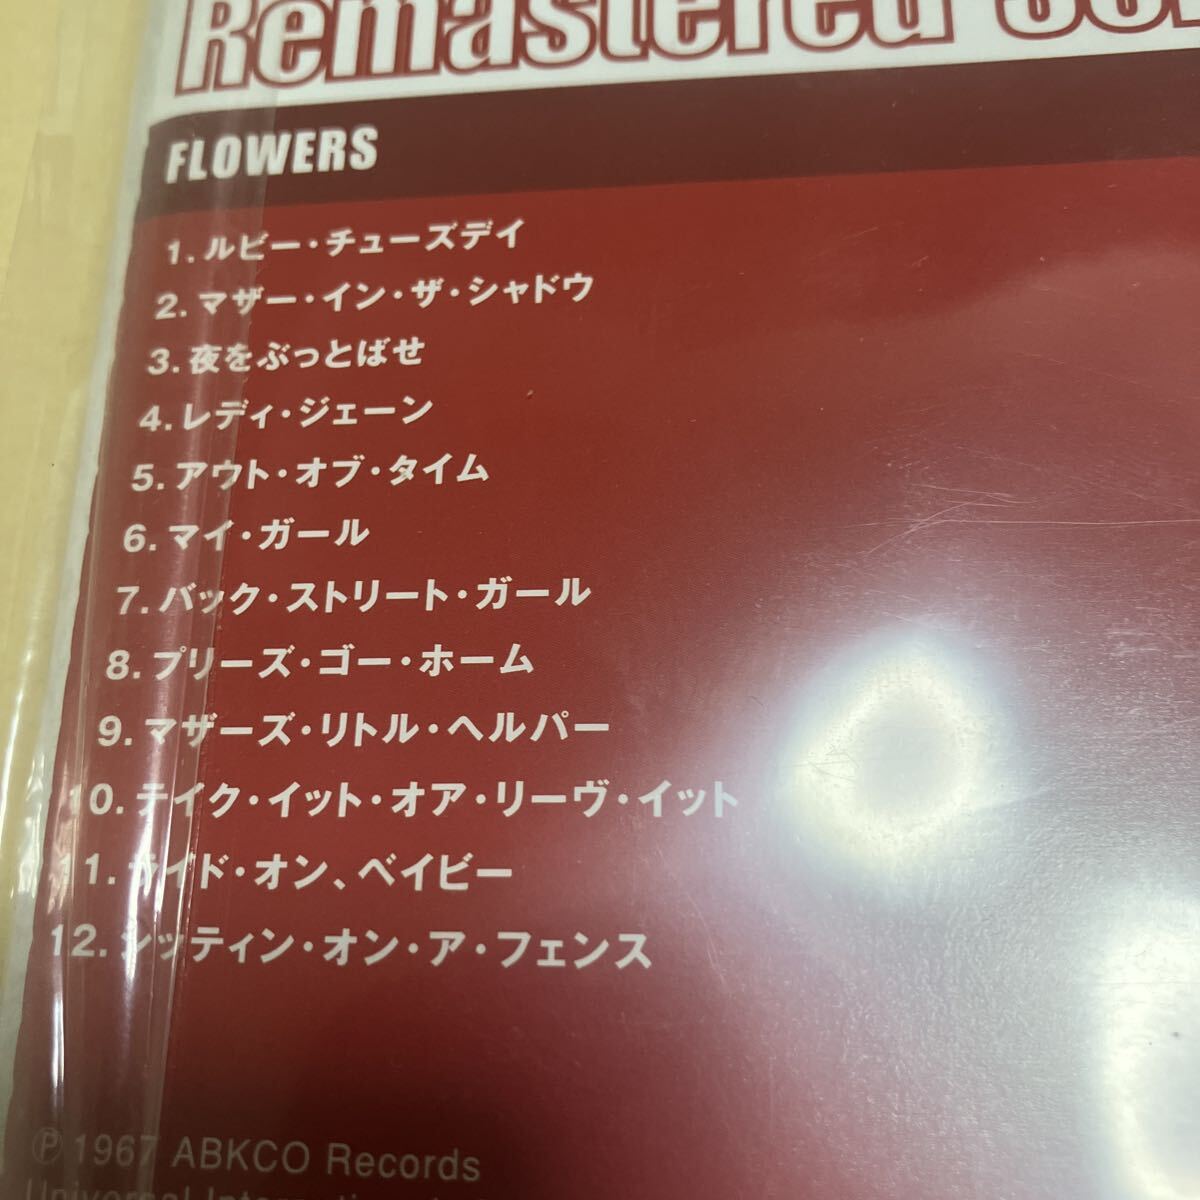 Remastered
FLOWERS
1. ルビー・チューズデイ
2. マザー・イン・ザ・シャドウ
3. 夜をぶっとばせ
4. レディ・ジェーン
5. アウト・オブ・タイム
6. マイ・ガール
7. バック・ストリート・ガール
8. プリーズ・ゴー・ホーム
9. マザーズ・リトル・ヘルパー
10. テイク・イット・オア・リーヴ・イット
11. ライド・オン、ベイビー
12. シッティン・オン・ア・フェンス
Ⓟ 1967 ABKCO Records
Universal